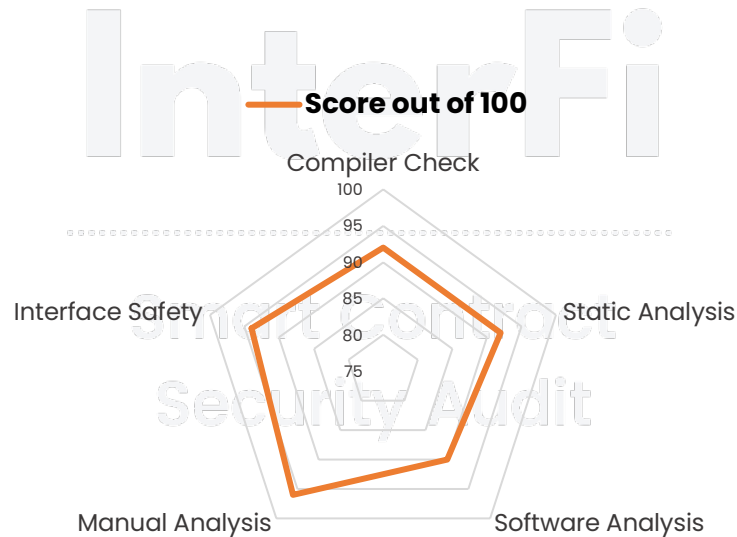 InterFi
Score out of 100
Compiler Check
100
95
90
85
80
75
Interface Safety
Static Analysis
Smart Contract
Security Audit
Manual Analysis
Software Analysis